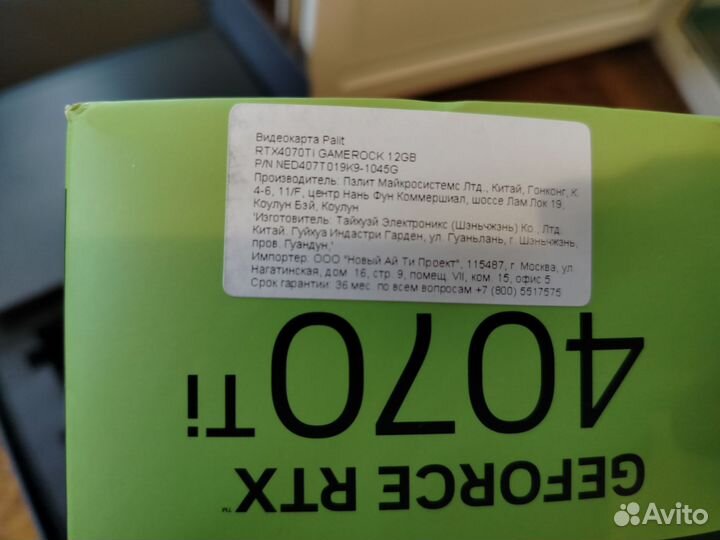 Видеокарта Palit
RTX4070TI GAMEROCK 12GB
P/N NED407T019K9-1045G
Производитель: Пэлит Майкросистемс Лтд., Китай, Гонконг, К.
4-6, 11/F, центр Нань Фун Коммершиал, шоссе Лам Лок 19,
Коулун Бэй, Коулун
'Изготовитель: Тайхуэй Электроникс (Шэньчжэнь) Ко., Лтд.
Китай. Гуйхуа Индастри Гарден, ул. Гуаньлань, г. Шэньчжэнь,
пров. Гуандун,'
Импортер: ООО "Новый Ай Ти Проект", 115487, г. Москва, ул.
Нагатинская, дом 16, стр. 9, помещ. VII, ком. 15, офис 5
Срок гарантии: 36 мес. по всем вопросам +7 (800) 5517575
4070Ti
GEFORCE RTX™
Avito